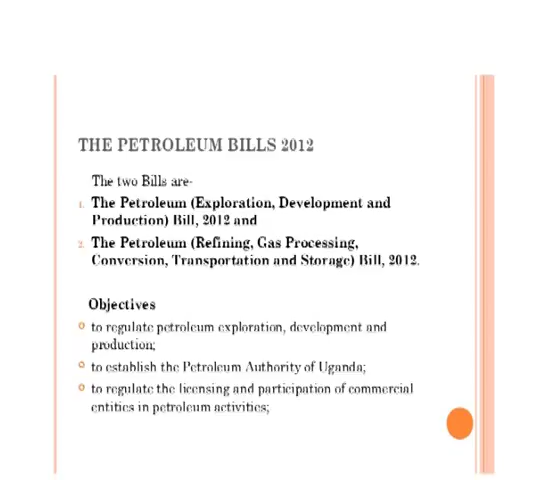 THE PETROLEUM BILLS 2012
The two Bills are-
1. The Petroleum (Exploration, Development and
Production) Bill, 2012 and
2. The Petroleum (Refining, Gas Processing,
Conversion, Transportation and Storage) Bill, 2012.
Objectives
to regulate petroleum exploration, development and
production;
to establish the Petroleum Authority of Uganda;
to regulate the licensing and participation of commercial
entities in petroleum activities;